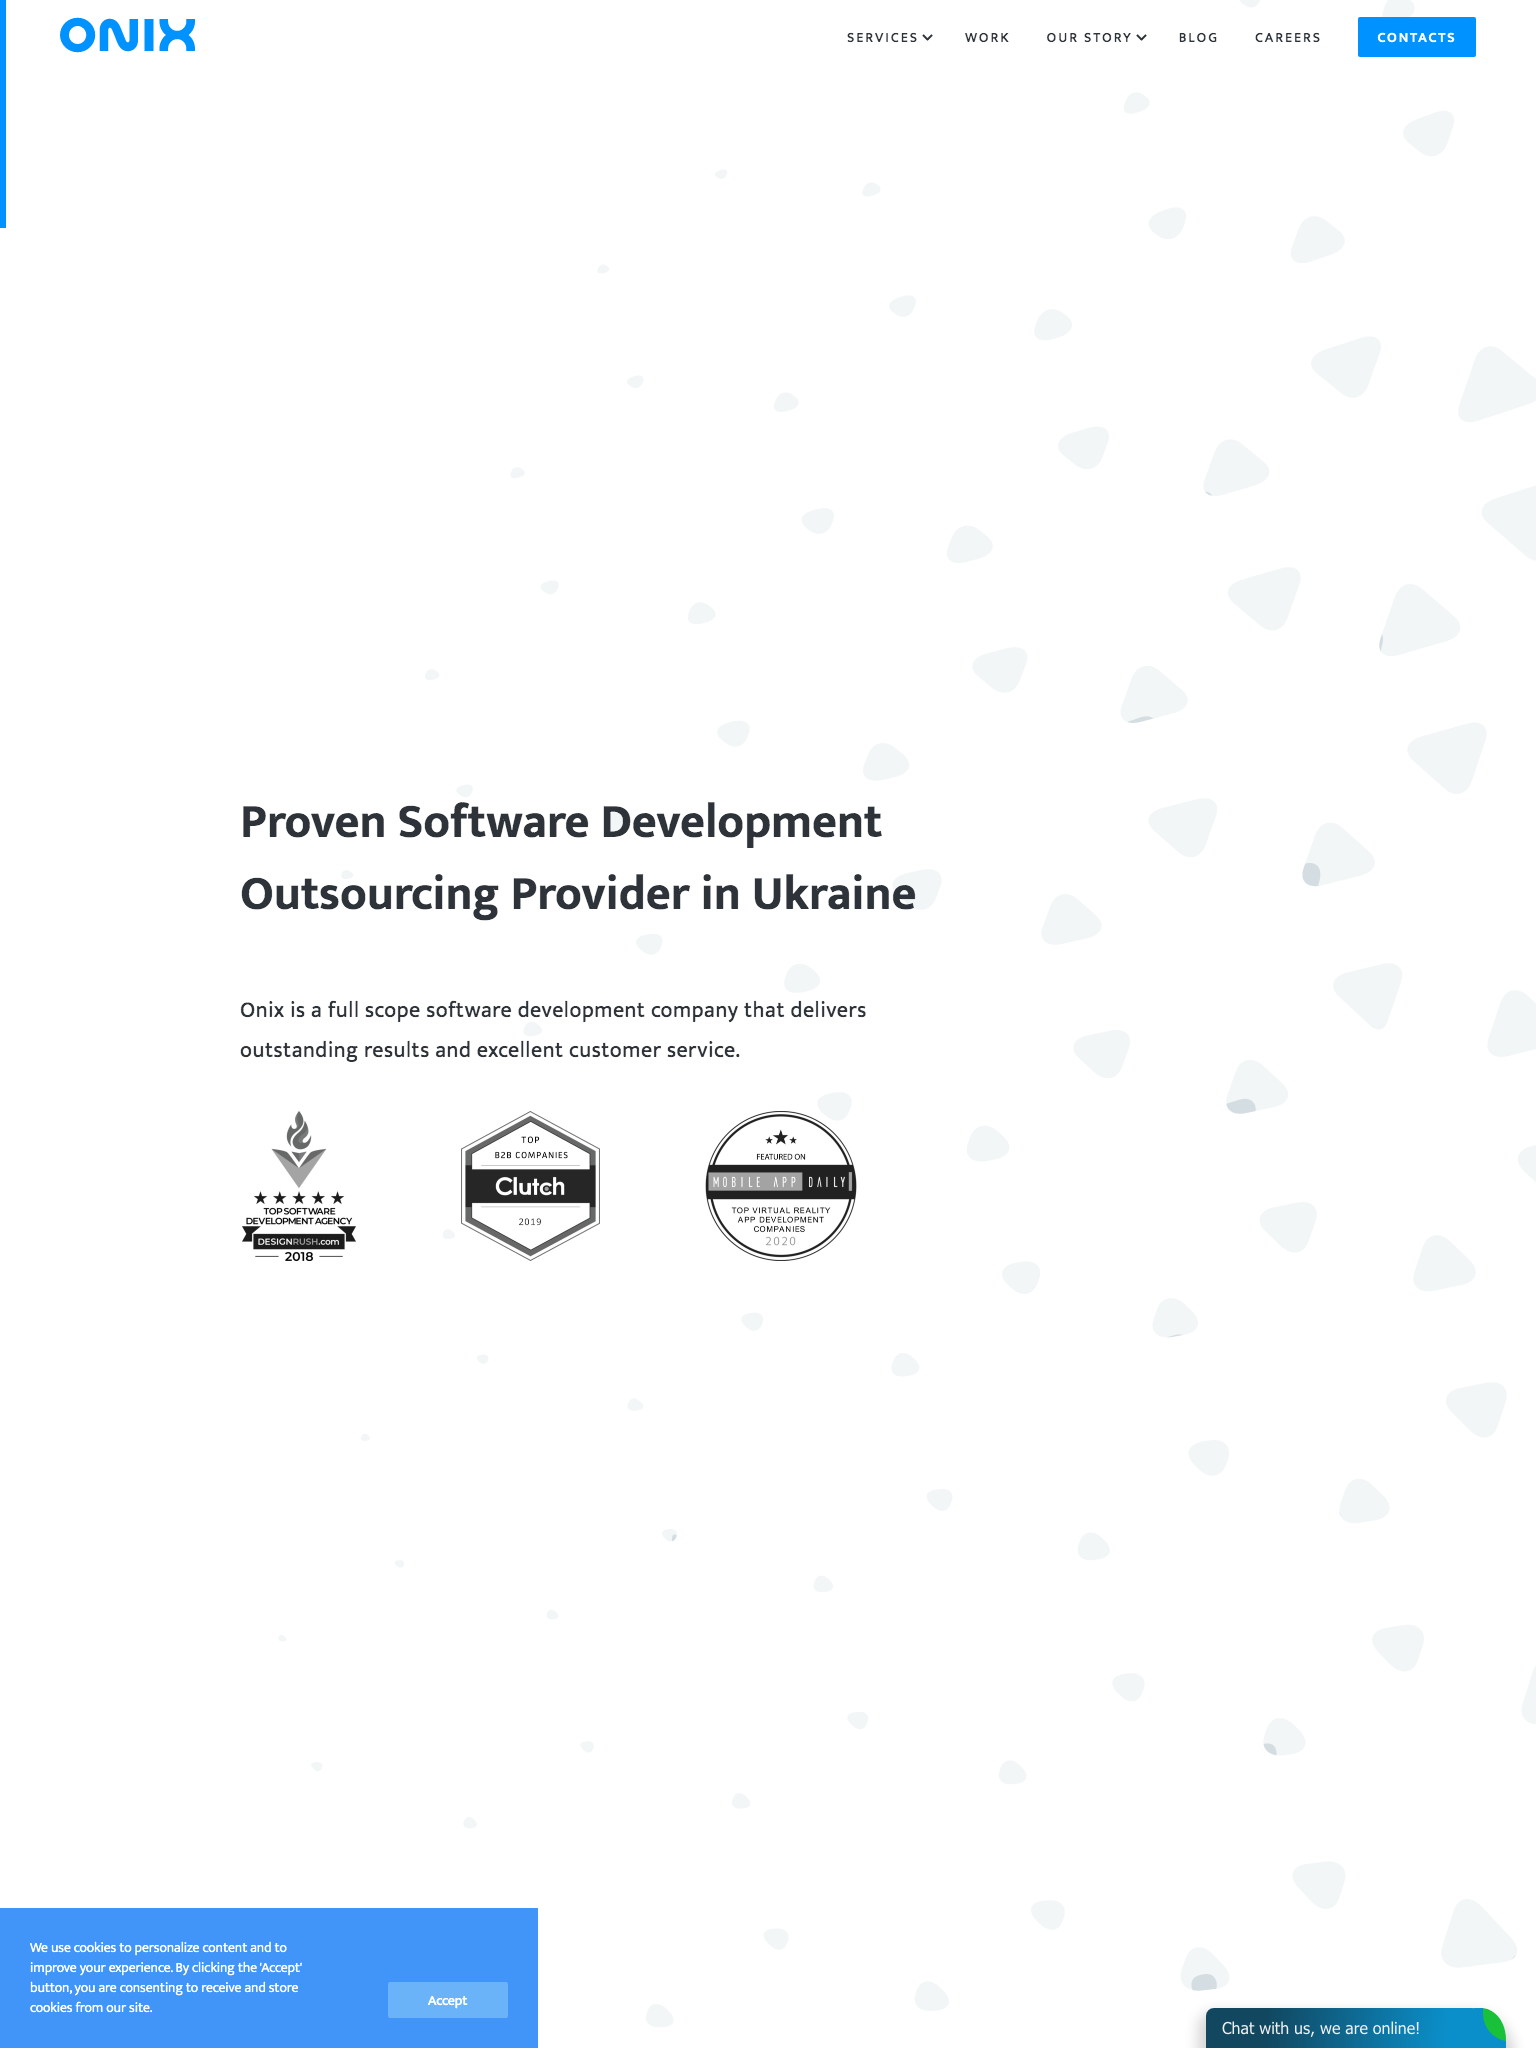 ONIX
SERVICES
WORK
OUR STORY
BLOG
CAREERS
CONTACTS
Proven Software Development
Outsourcing Provider in Ukraine
Onix is a full scope software development company that delivers
outstanding results and excellent customer service.
TOP SOFTWARE
DEVELOPMENT AGENCY
DESIGNRUSH.com
2018
TOP
B2B COMPANIES
Clutch
2019
FEATURED ON
MOBILE APP DAILY
TOP VIRTUAL REALITY
APP DEVELOPMENT
COMPANIES
2020
We use cookies to personalize content and to
improve your experience. By clicking the 'Accept'
button, you are consenting to receive and store
cookies from our site.
Accept
Chat with us, we are online!